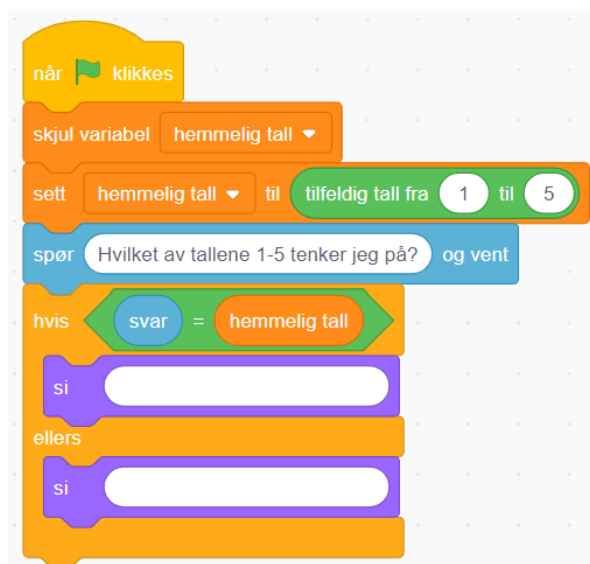 når klikkes
skjul variabel hemmelig tall
sett hemmelig tall til tilfeldig tall fra 1 til 5
spør Hvilket av tallene 1-5 tenker jeg på? og vent
hvis svar = hemmelig tall
si
ellers
si